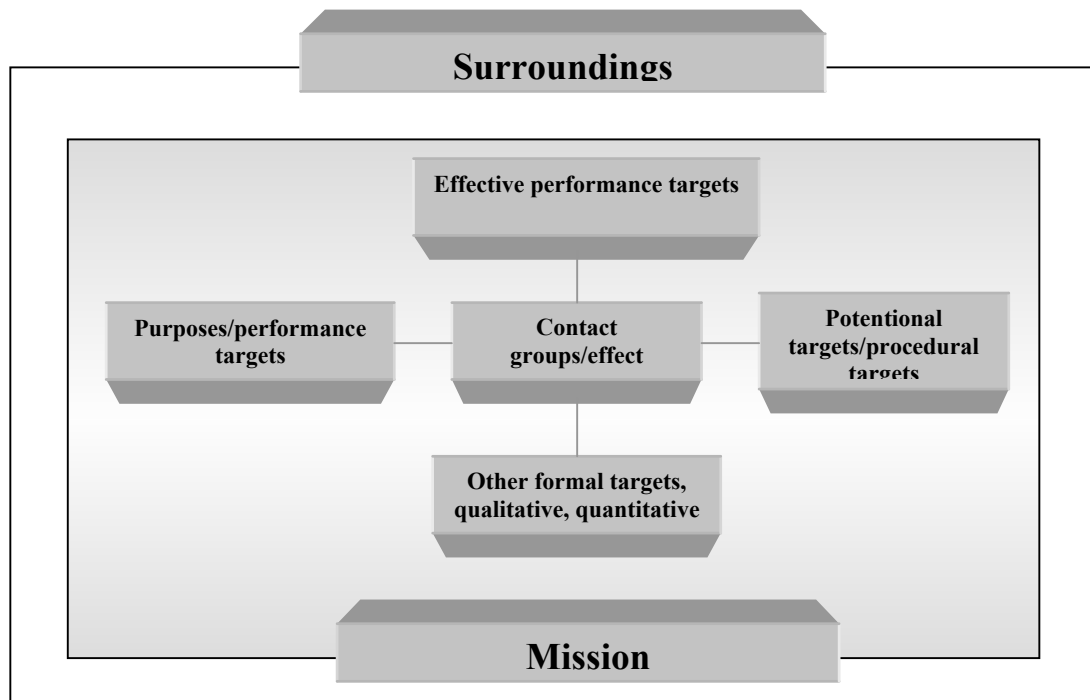 Surroundings
Effective performance targets
Purposes/performance
targets
Contact
groups/effect
Potentional
targets/procedural
targets
Other formal targets,
qualitative, quantitative
Mission